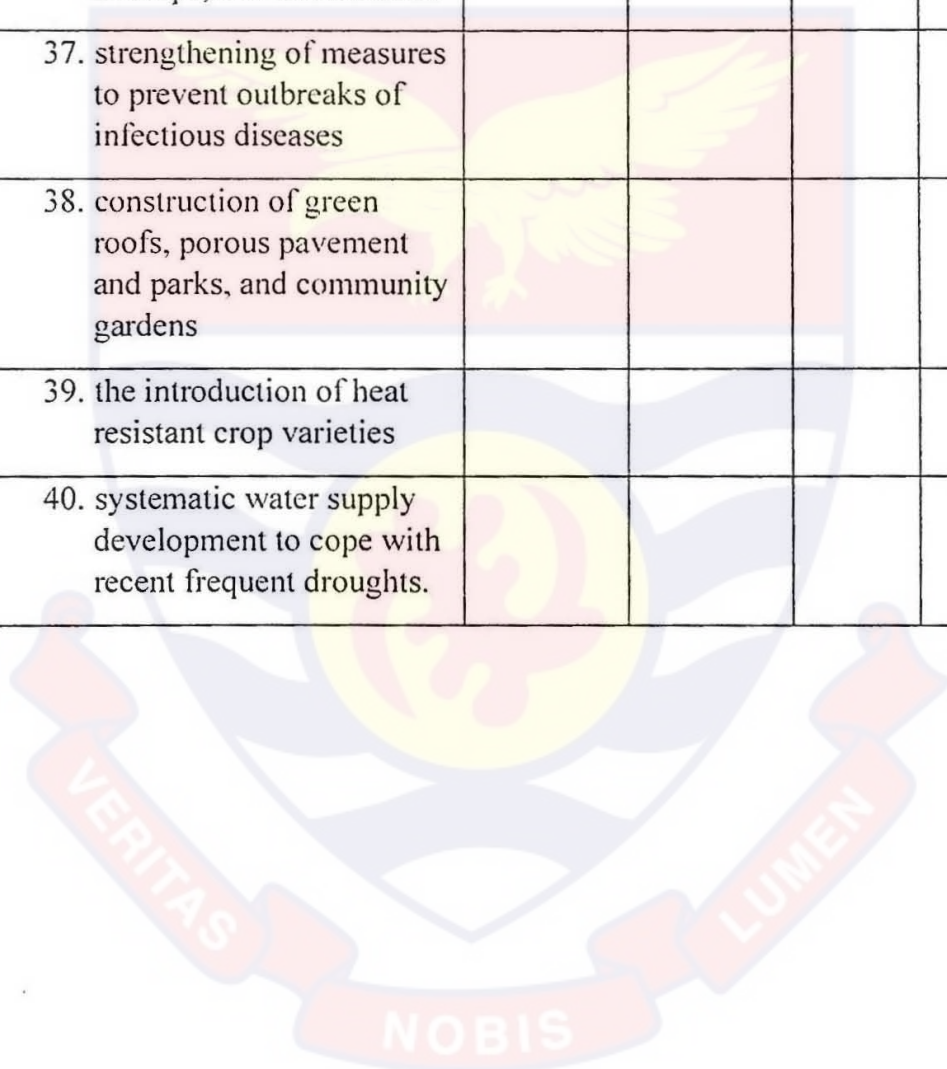 37. strengthening of measures
to prevent outbreaks of
infectious diseases
38. construction of green
roofs, porous pavement
and parks, and community
gardens
39. the introduction of heat
resistant crop varieties
40. systematic water supply
development to cope with
recent frequent droughts.
VERITAS
NOBIS
LUMEN